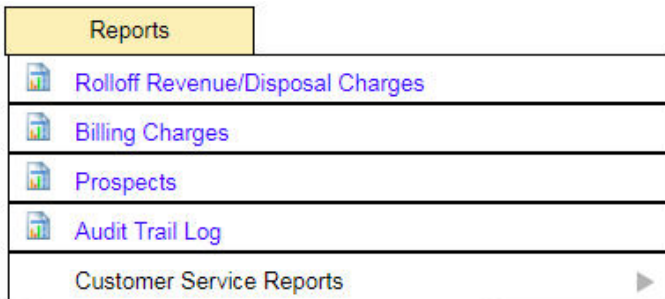 Reports
Rolloff Revenue/Disposal Charges
Billing Charges
Prospects
Audit Trail Log
Customer Service Reports